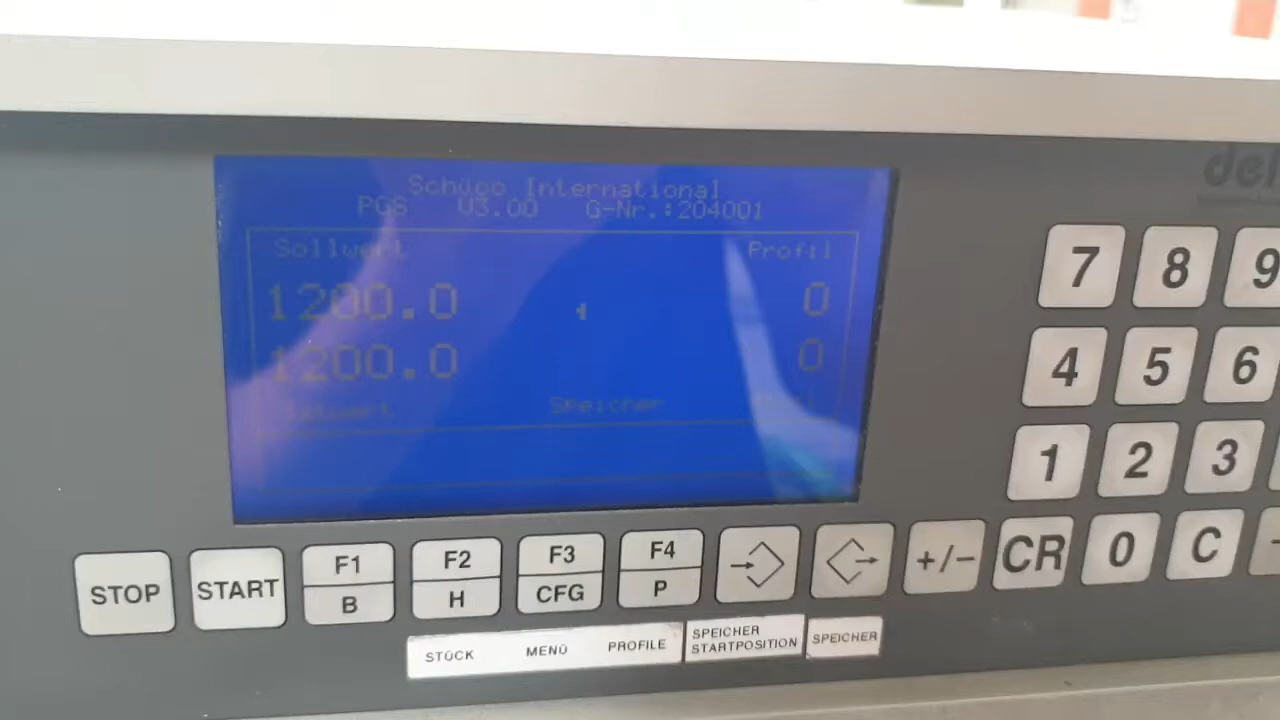 Schüco International
PGS V3.00 G-Nr.:204001
Sollwert Profil
1200.0 0
1200.0 0
Istwert Speicher
del
7 8 9
4 5 6
1 2 3
STOP START F1 B F2 H F3 CFG F4 P +/- CR 0 C
STÜCK MENÜ PROFILE
SPEICHER
STARTPOSITION
SPEICHER